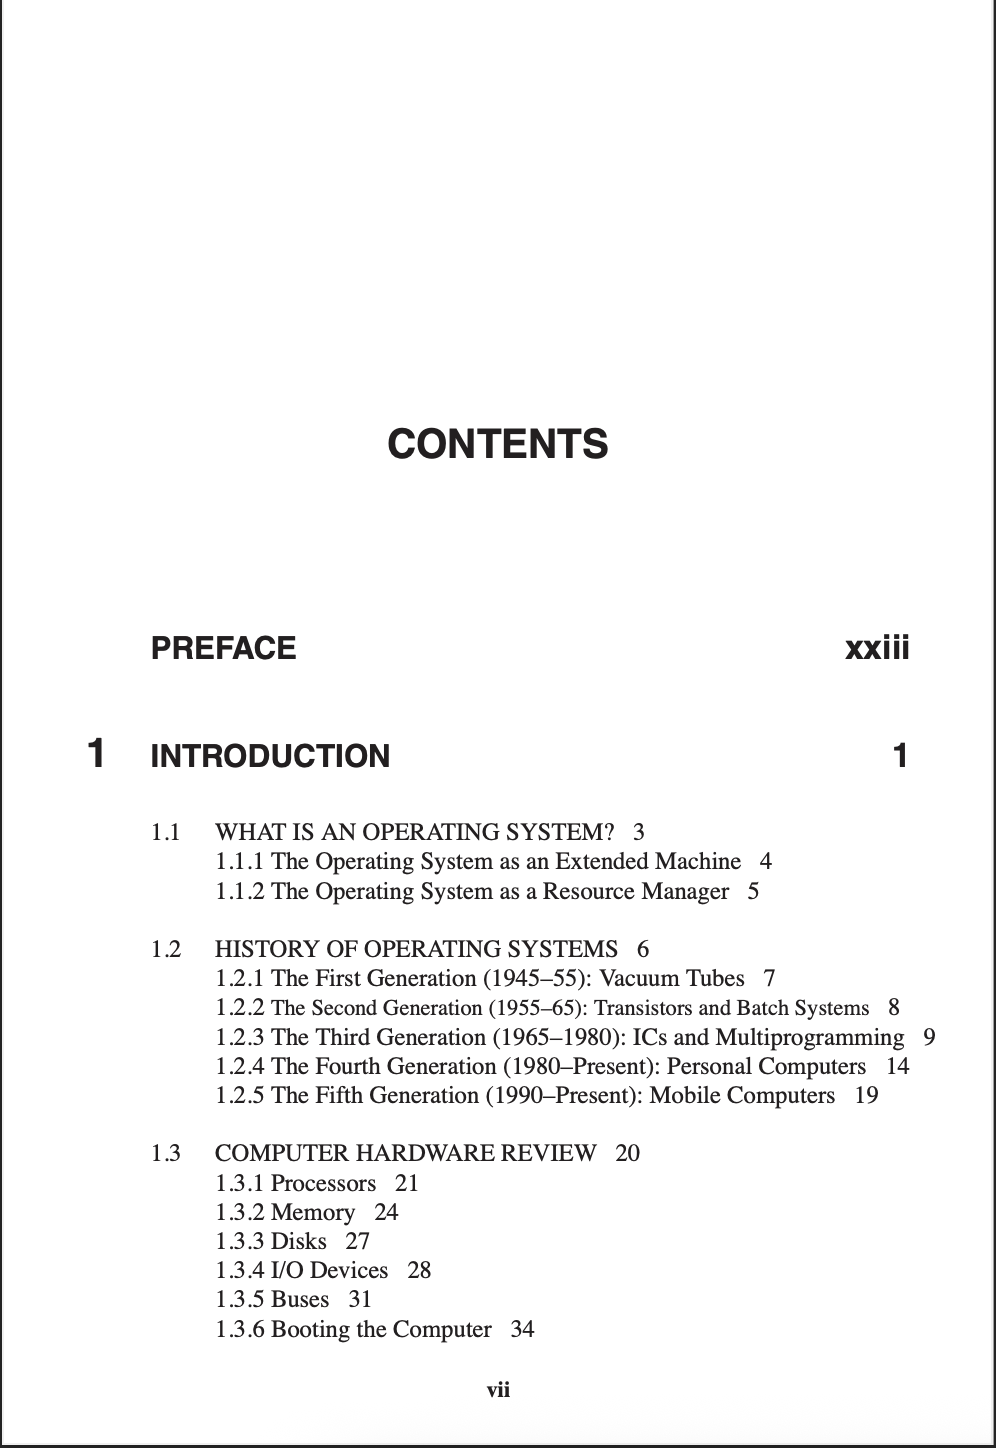 CONTENTS
PREFACE xxiii
1 INTRODUCTION 1
1.1 WHAT IS AN OPERATING SYSTEM? 3
1.1.1 The Operating System as an Extended Machine 4
1.1.2 The Operating System as a Resource Manager 5
1.2 HISTORY OF OPERATING SYSTEMS 6
1.2.1 The First Generation (1945–55): Vacuum Tubes 7
1.2.2 The Second Generation (1955–65): Transistors and Batch Systems 8
1.2.3 The Third Generation (1965–1980): ICs and Multiprogramming 9
1.2.4 The Fourth Generation (1980–Present): Personal Computers 14
1.2.5 The Fifth Generation (1990–Present): Mobile Computers 19
1.3 COMPUTER HARDWARE REVIEW 20
1.3.1 Processors 21
1.3.2 Memory 24
1.3.3 Disks 27
1.3.4 I/O Devices 28
1.3.5 Buses 31
1.3.6 Booting the Computer 34
vii